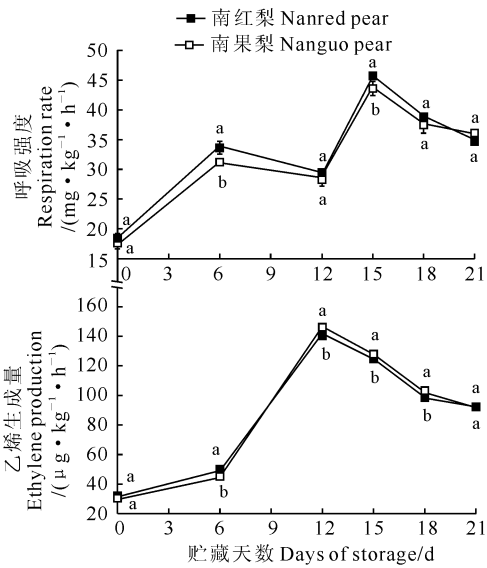 南红梨 Nanred pear
南果梨 Nanguo pear
呼吸强度
Respiration rate
/(mg·kg⁻¹·h⁻¹)
50
45
40
35
30
25
20
15
a
a
a
b
a
a
a
b
a
a
a
a
0 3 6 9 12 15 18 21
乙烯生成量
Ethylene production
/(μg·kg⁻¹·h⁻¹)
160
140
120
100
80
60
40
20
a
a
a
b
a
b
a
b
a
b
a
a
0 3 6 9 12 15 18 21
贮藏天数 Days of storage/d